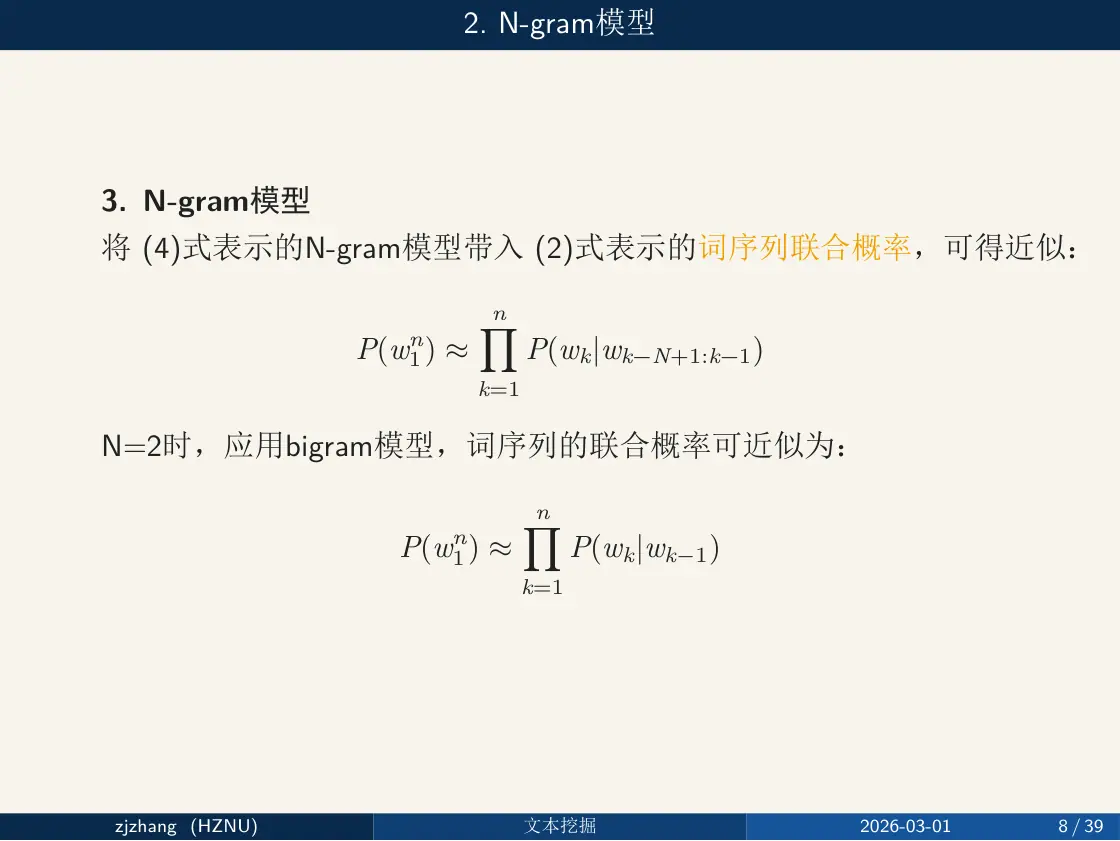 2. N-gram模型
3. N-gram模型
将 (4)式表示的N-gram模型带入 (2)式表示的词序列联合概率，可得近似：
$P(w_1^n) \approx \prod_{k=1}^{n} P(w_k|w_{k-N+1:k-1})$
N=2时，应用bigram模型，词序列的联合概率可近似为：
$P(w_1^n) \approx \prod_{k=1}^{n} P(w_k|w_{k-1})$
zjzhang (HZNU) 文本挖掘 2026-03-01 8 / 39